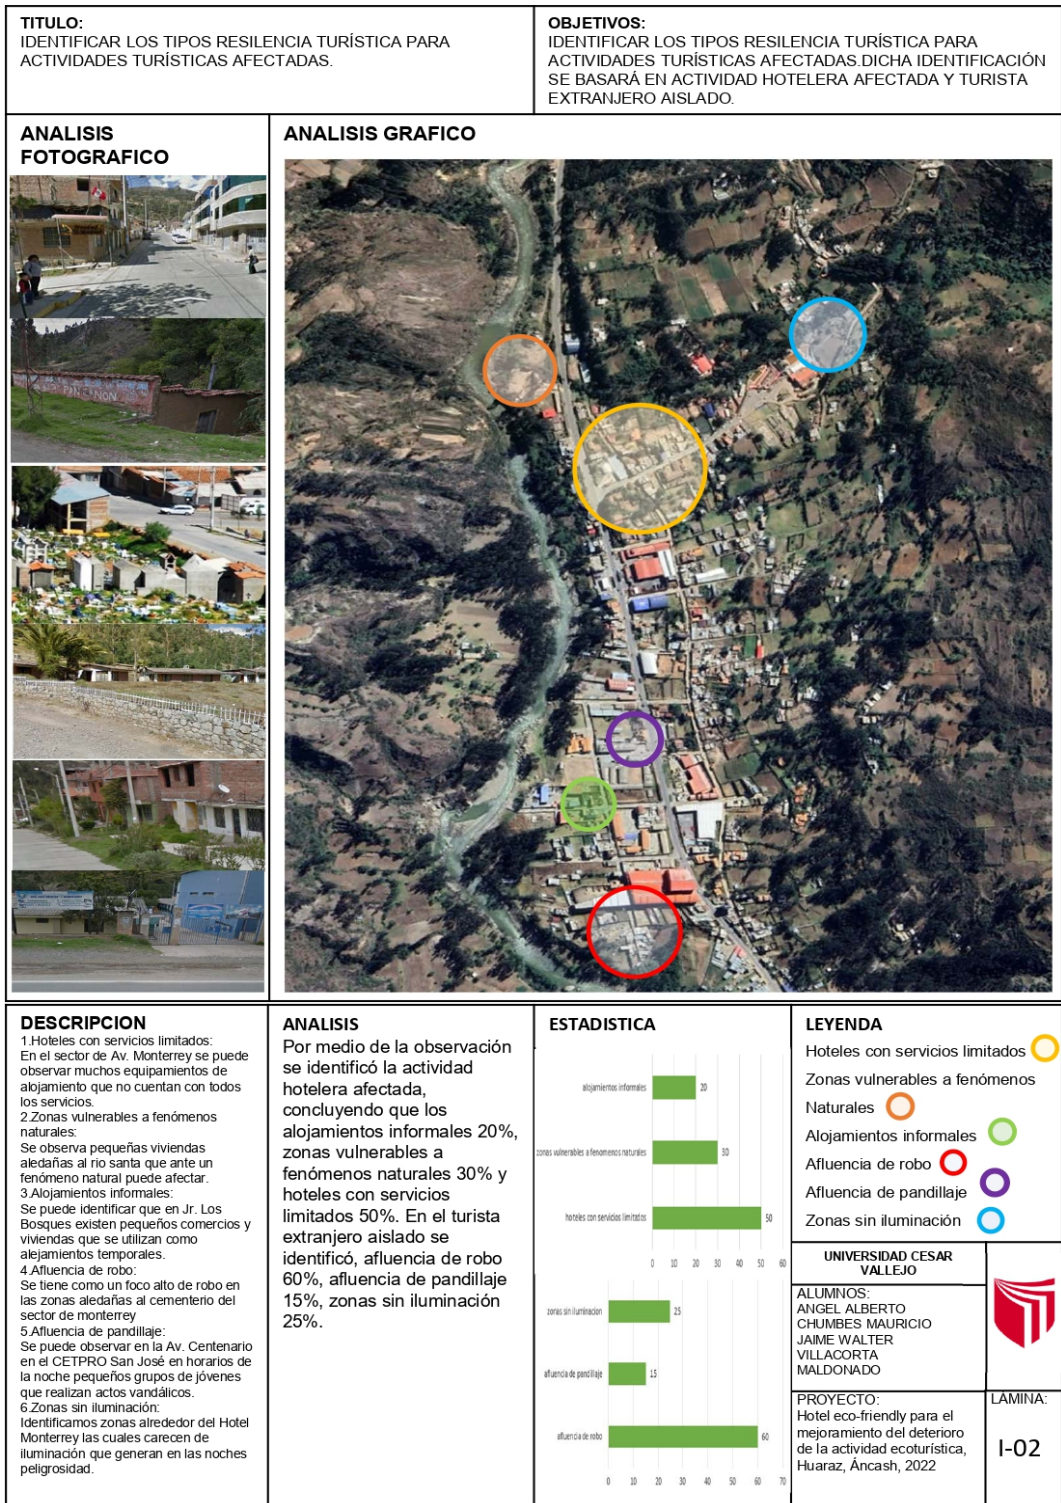 TITULO:
IDENTIFICAR LOS TIPOS RESILENCIA TURÍSTICA PARA
ACTIVIDADES TURÍSTICAS AFECTADAS.
OBJETIVOS:
IDENTIFICAR LOS TIPOS RESILENCIA TURÍSTICA PARA
ACTIVIDADES TURÍSTICAS AFECTADAS.DICHA IDENTIFICACIÓN
SE BASARÁ EN ACTIVIDAD HOTELERA AFECTADA Y TURISTA
EXTRANJERO AISLADO.
ANALISIS
FOTOGRAFICO
ANALISIS GRAFICO
DESCRIPCION
1.Hoteles con servicios limitados:
En el sector de Av. Monterrey se puede
observar muchos equipamientos de
alojamiento que no cuentan con todos
los servicios.
2.Zonas vulnerables a fenómenos
naturales:
Se observa pequeñas viviendas
aledañas al rio santa que ante un
fenómeno natural puede afectar.
3.Alojamientos informales:
Se puede identificar que en Jr. Los
Bosques existen pequeños comercios y
viviendas que se utilizan como
alejamientos temporales.
4.Afluencia de robo:
Se tiene como un foco alto de robo en
las zonas aledañas al cementerio del
sector de monterrey
5.Afluencia de pandillaje:
Se puede observar en la Av. Centenario
en el CETPRO San José en horarios de
la noche pequeños grupos de jóvenes
que realizan actos vandálicos.
6.Zonas sin iluminación:
Identificamos zonas alrededor del Hotel
Monterrey las cuales carecen de
iluminación que generan en las noches
peligrosidad.
ANALISIS
Por medio de la observación
se identificó la actividad
hotelera afectada,
concluyendo que los
alojamientos informales 20%,
zonas vulnerables a
fenómenos naturales 30% y
hoteles con servicios
limitados 50%. En el turista
extranjero aislado se
identificó, afluencia de robo
60%, afluencia de pandillaje
15%, zonas sin iluminación
25%.
ESTADISTICA
alojamientos informales 20
zonas vulnerables a fenomenos naturales 30
hoteles con servicios limitados 50
0 10 20 30 40 50 60
zonas sin iluminacion 25
afluencia de pandillaje 15
afluencia de robo 60
0 10 20 30 40 50 60 70
LEYENDA
Hoteles con servicios limitados
Zonas vulnerables a fenómenos
Naturales
Alojamientos informales
Afluencia de robo
Afluencia de pandillaje
Zonas sin iluminación
UNIVERSIDAD CESAR
VALLEJO
ALUMNOS:
ANGEL ALBERTO
CHUMBES MAURICIO
JAIME WALTER
VILLACORTA
MALDONADO
PROYECTO:
Hotel eco-friendly para el
mejoramiento del deterioro
de la actividad ecoturística,
Huaraz, Áncash, 2022
LÁMINA:
I-02